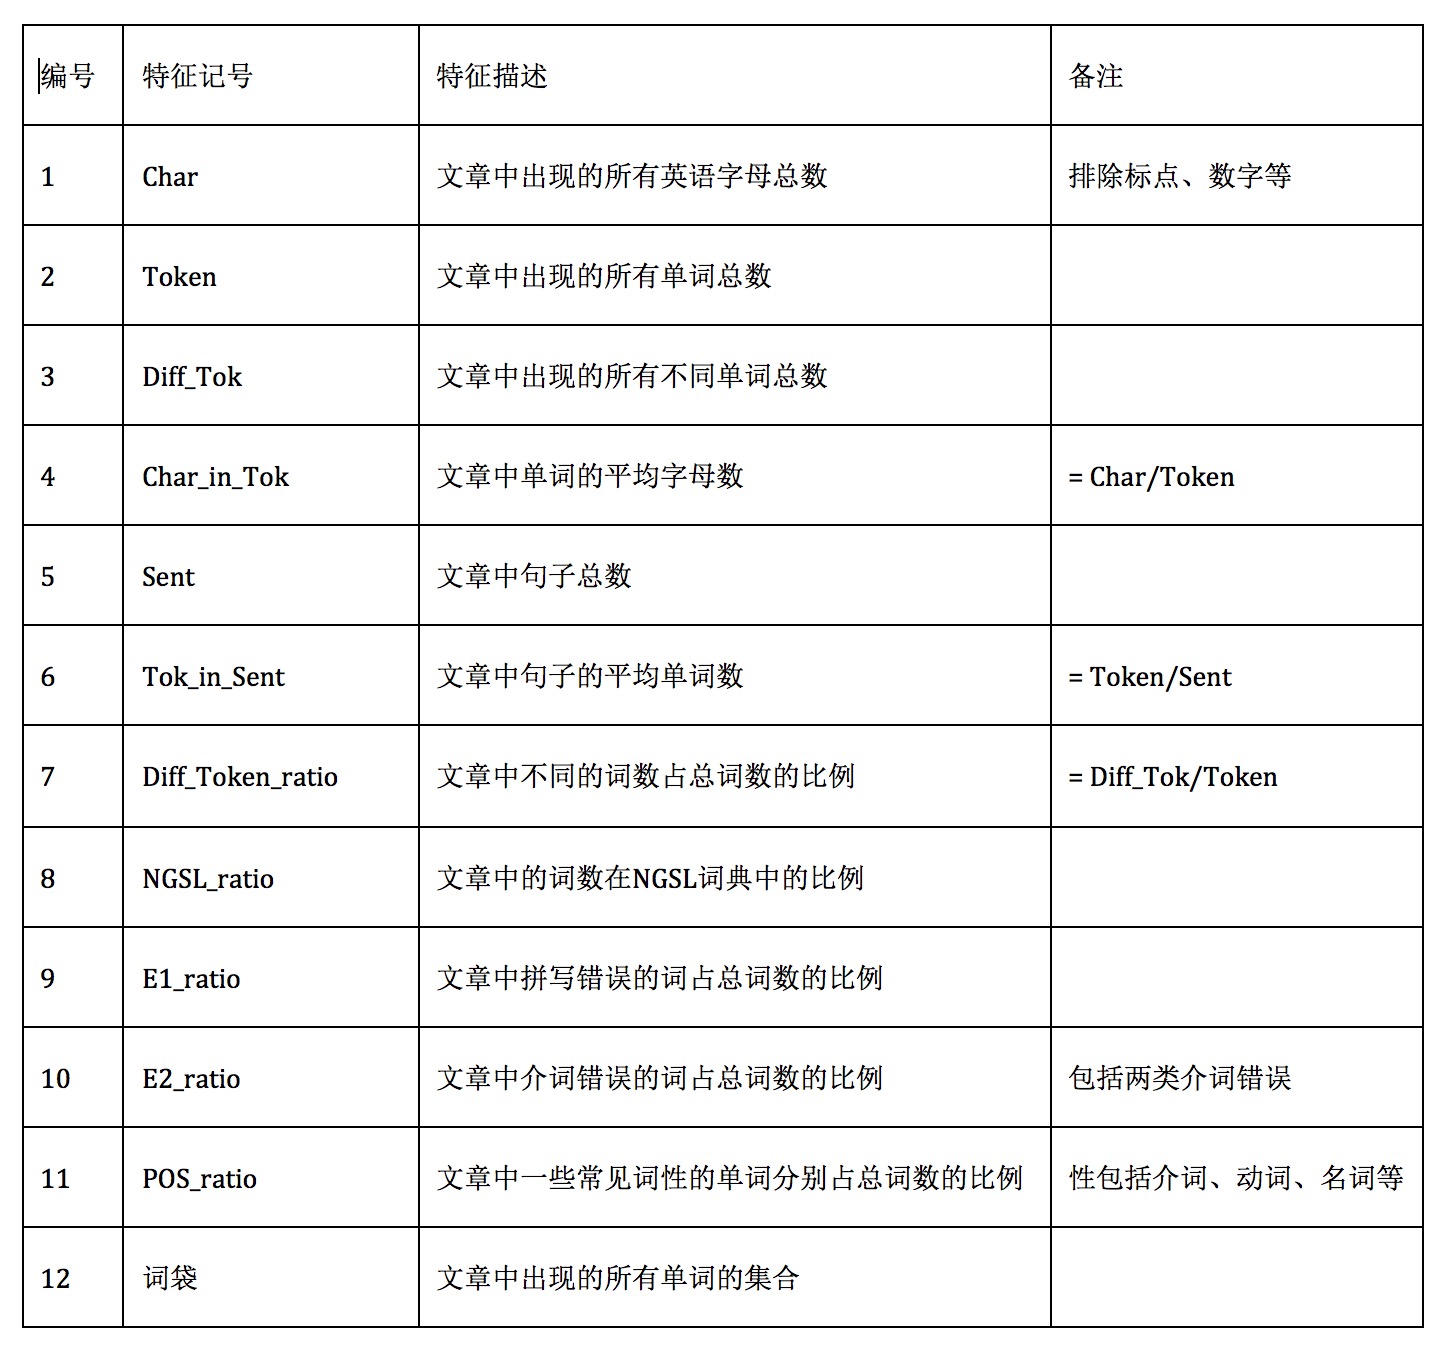 编号 特征记号 特征描述 备注
1 Char 文章中出现的所有英语字母总数 排除标点、数字等
2 Token 文章中出现的所有单词总数
3 Diff_Tok 文章中出现的所有不同单词总数
4 Char_in_Tok 文章中单词的平均字母数 = Char/Token
5 Sent 文章中句子总数
6 Tok_in_Sent 文章中句子的平均单词数 = Token/Sent
7 Diff_Token_ratio 文章中不同的词数占总词数的比例 = Diff_Tok/Token
8 NGSL_ratio 文章中的词数在NGSL词典中的比例
9 E1_ratio 文章中拼写错误的词占总词数的比例
10 E2_ratio 文章中介词错误的词占总词数的比例 包括两类介词错误
11 POS_ratio 文章中一些常见词性的单词分别占总词数的比例 性包括介词、动词、名词等
12 词袋 文章中出现的所有单词的集合